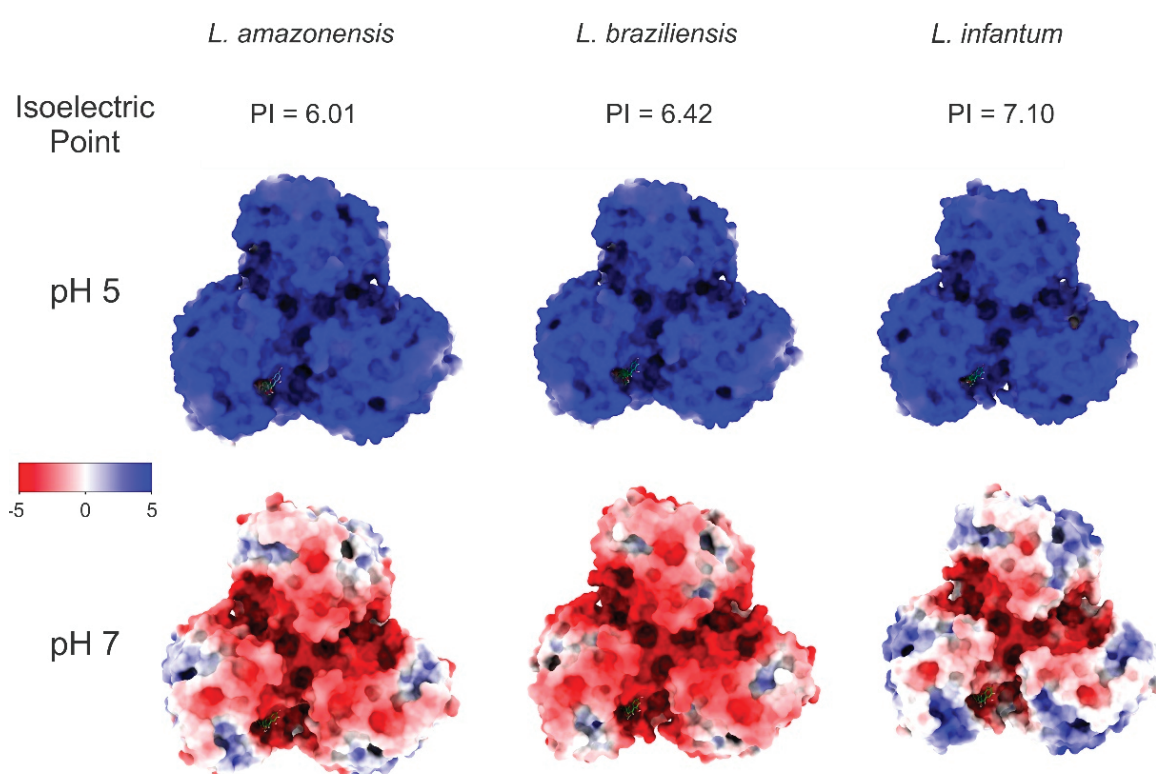 L. amazonensis L. braziliensis L. infantum
Isoelectric
Point
PI = 6.01 PI = 6.42 PI = 7.10
pH 5
-5 0 5
pH 7